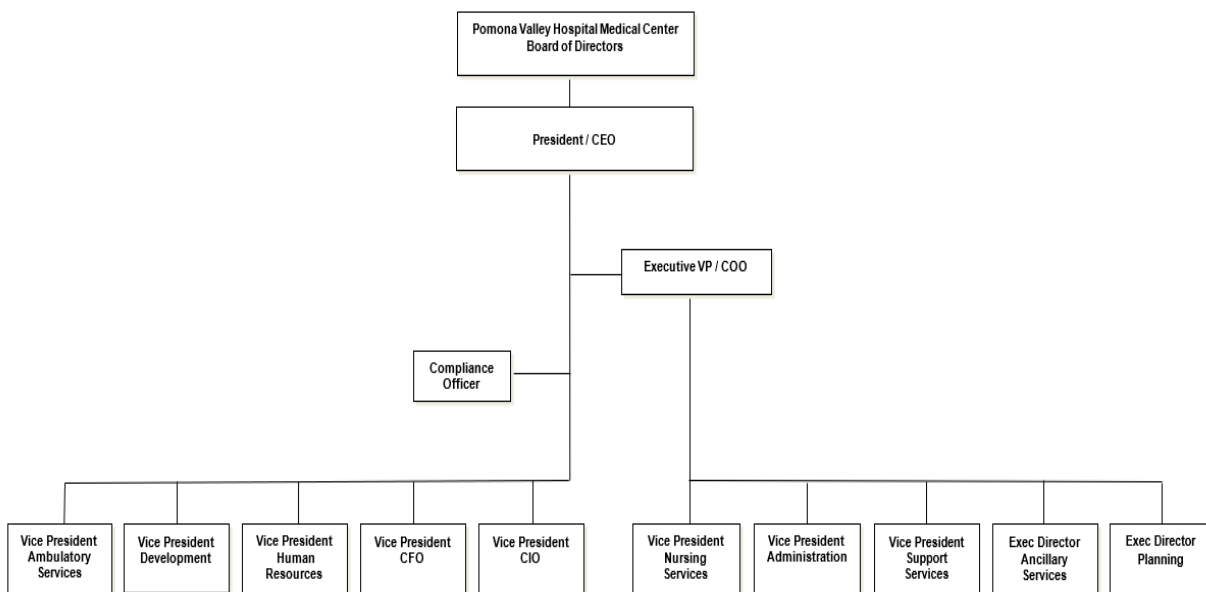 Pomona Valley Hospital Medical Center
Board of Directors
President / CEO
Executive VP / COO
Compliance
Officer
Vice President
Ambulatory
Services
Vice President
Development
Vice President
Human
Resources
Vice President
CFO
Vice President
CIO
Vice President
Nursing
Services
Vice President
Administration
Vice President
Support
Services
Exec Director
Ancillary
Services
Exec Director
Planning